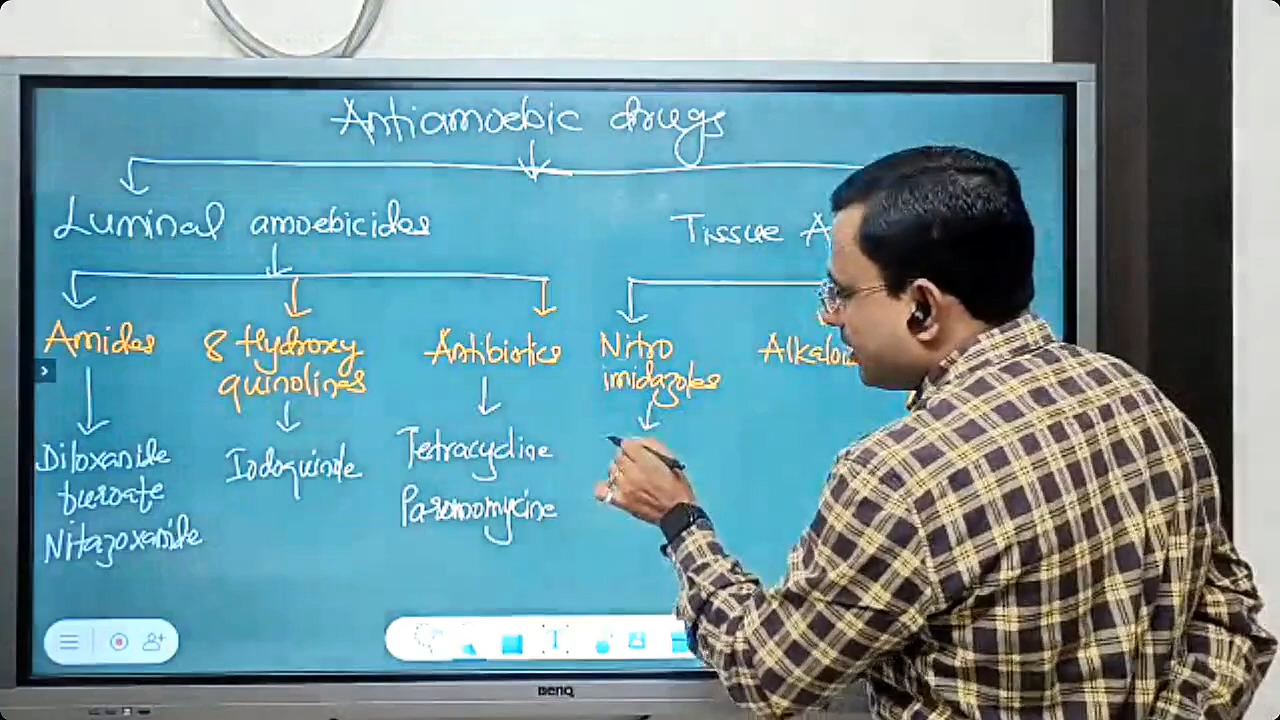 Antiamoebic drugs
Luminal amoebicides
Tissue A
Amides
8 Hydroxy
quinolines
Antibiotics
Nitro
imidazoles
Alkaloi
Diloxanide
furoate
Nitazoxanide
Iodoquinole
Tetracycline
Paromomycine
BenQ